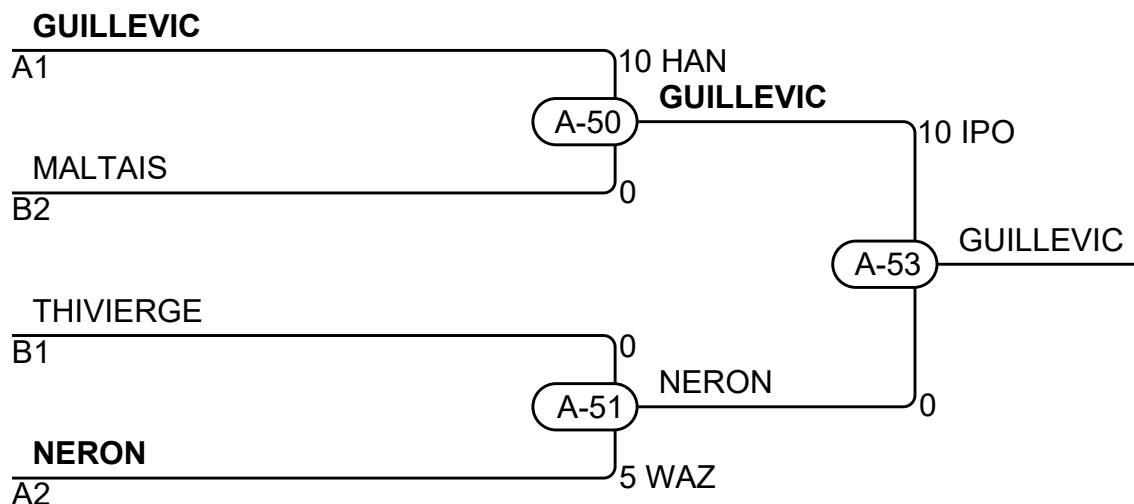 GUILLEVIC
A1
10 HAN
GUILLEVIC
A-50
10 IPO
MALTAIS
0
B2
GUILLEVIC
A-53
THIVIERGE
0
B1
NERON
A-51
0
NERON
5 WAZ
A2